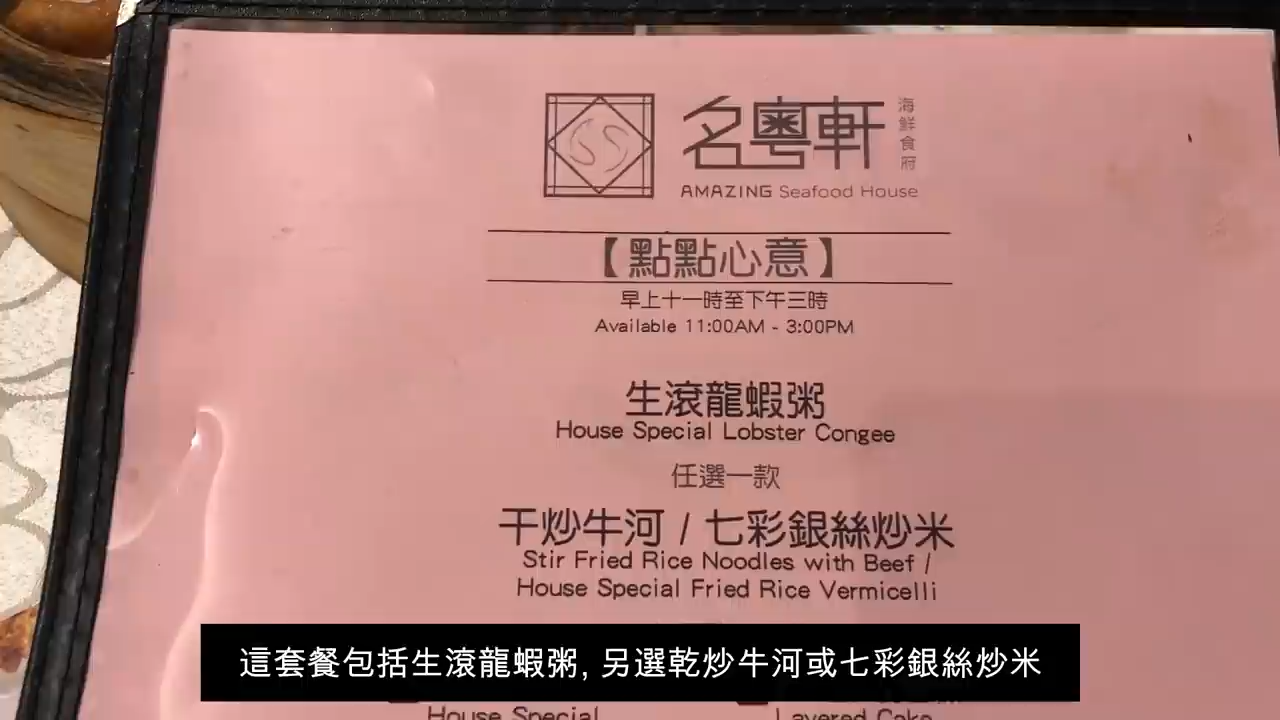 名粵軒
海鮮食府
AMAZING Seafood House
【點點心意】
早上十一時至下午三時
Available 11:00AM - 3:00PM
生滾龍蝦粥
House Special Lobster Congee
任選一款
干炒牛河 / 七彩銀絲炒米
Stir Fried Rice Noodles with Beef /
House Special Fried Rice Vermicelli
這套餐包括生滾龍蝦粥, 另選乾炒牛河或七彩銀絲炒米
House Special
Layered Cake